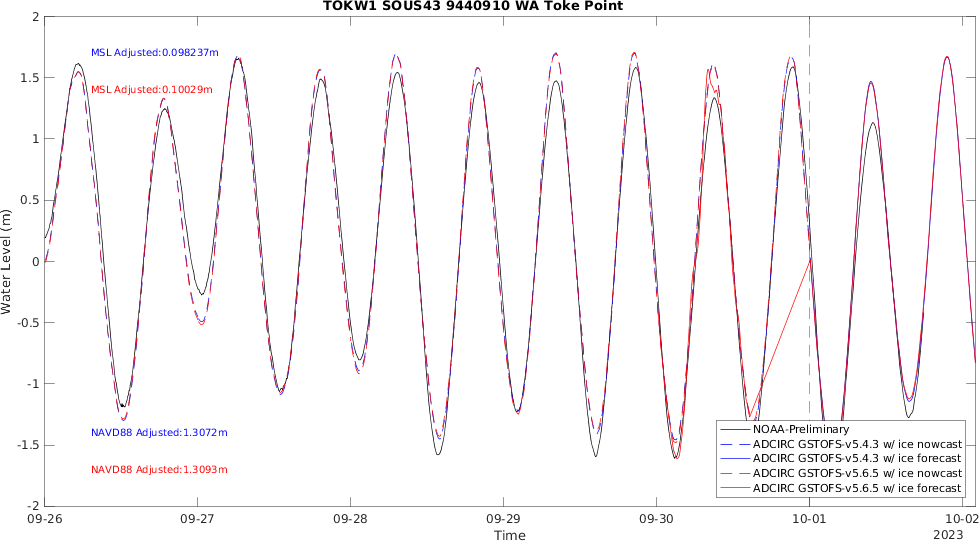 TOKW1 SOUS43 9440910 WA Toke Point
MSL Adjusted:0.098237m
MSL Adjusted:0.10029m
NAVD88 Adjusted:1.3072m
NAVD88 Adjusted:1.3093m
Water Level (m)
2
1.5
1
0.5
0
-0.5
-1
-1.5
-2
NOAA-Preliminary
ADCIRC GSTOFS-v5.4.3 w/ ice nowcast
ADCIRC GSTOFS-v5.4.3 w/ ice forecast
ADCIRC GSTOFS-v5.6.5 w/ ice nowcast
ADCIRC GSTOFS-v5.6.5 w/ ice forecast
09-26 09-27 09-28 09-29 09-30 10-01 10-02
Time
2023